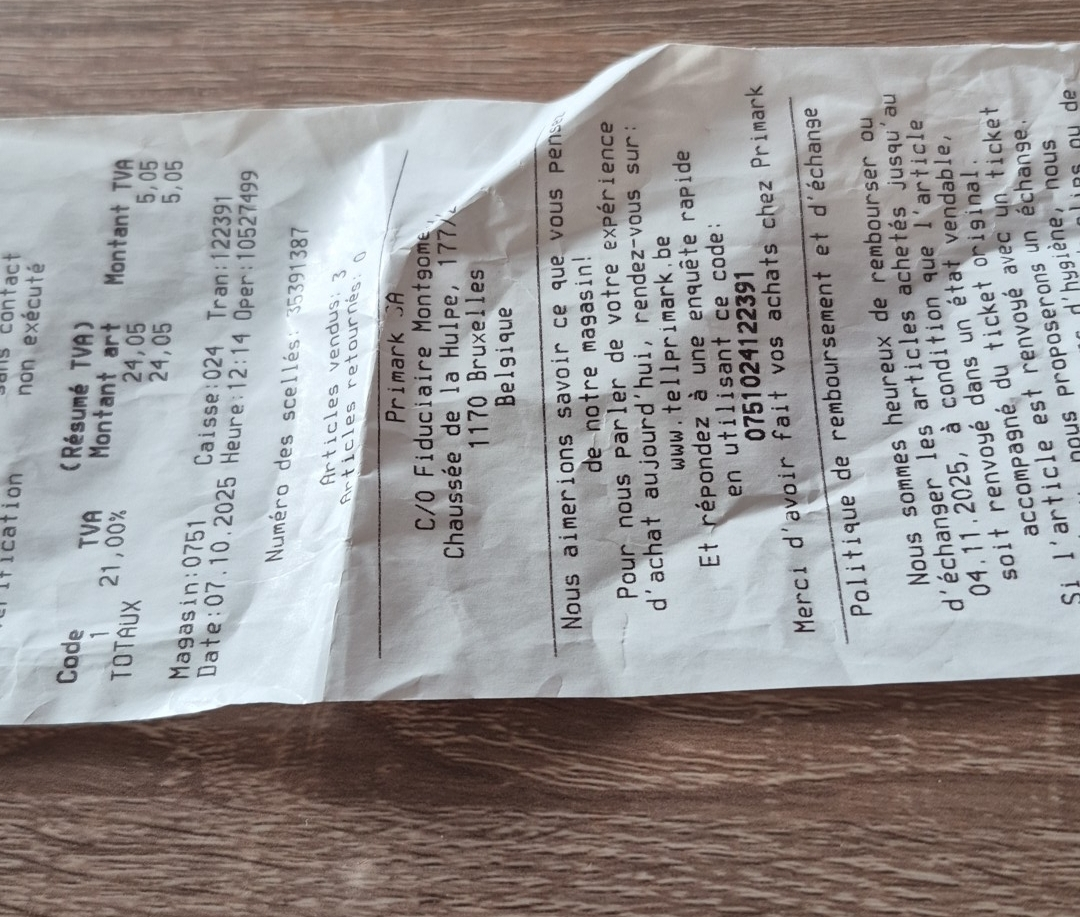 sans contact
non exécuté
Code TVA (Résumé TVA) Montant art Montant TVA
1 21,00% 24,05 5,05
TOTAUX 24,05 5,05
Magasin:0751 Caisse:024 Tran:122391
Date:07.10.2025 Heure:12:14 Oper:10527499
Numéro des scellés: 35391387
Articles vendus: 3
Articles retournés: 0
Primark SA
C/O Fiduciaire Montgomery
Chaussée de la Hulpe,
1170 Bruxelles
Belgique
Nous aimerions savoir ce que vous pensez
de notre magasin!
Pour nous parler de votre expérience
d'achat aujourd'hui, rendez-vous sur:
www.tellprimark.be
Et répondez à une enquête rapide
en utilisant ce code:
0751024122391
Merci d'avoir fait vos achats chez Primark
Politique de remboursement et d'échange
Nous sommes heureux de rembourser ou
d'échanger les articles achetés jusqu'au
04.11.2025, à condition que l'article
soit renvoyé dans un état vendable,
accompagné du ticket original.
Si l'article est renvoyé avec un ticket
nous proposerons un échange.
d'hygiène, nous